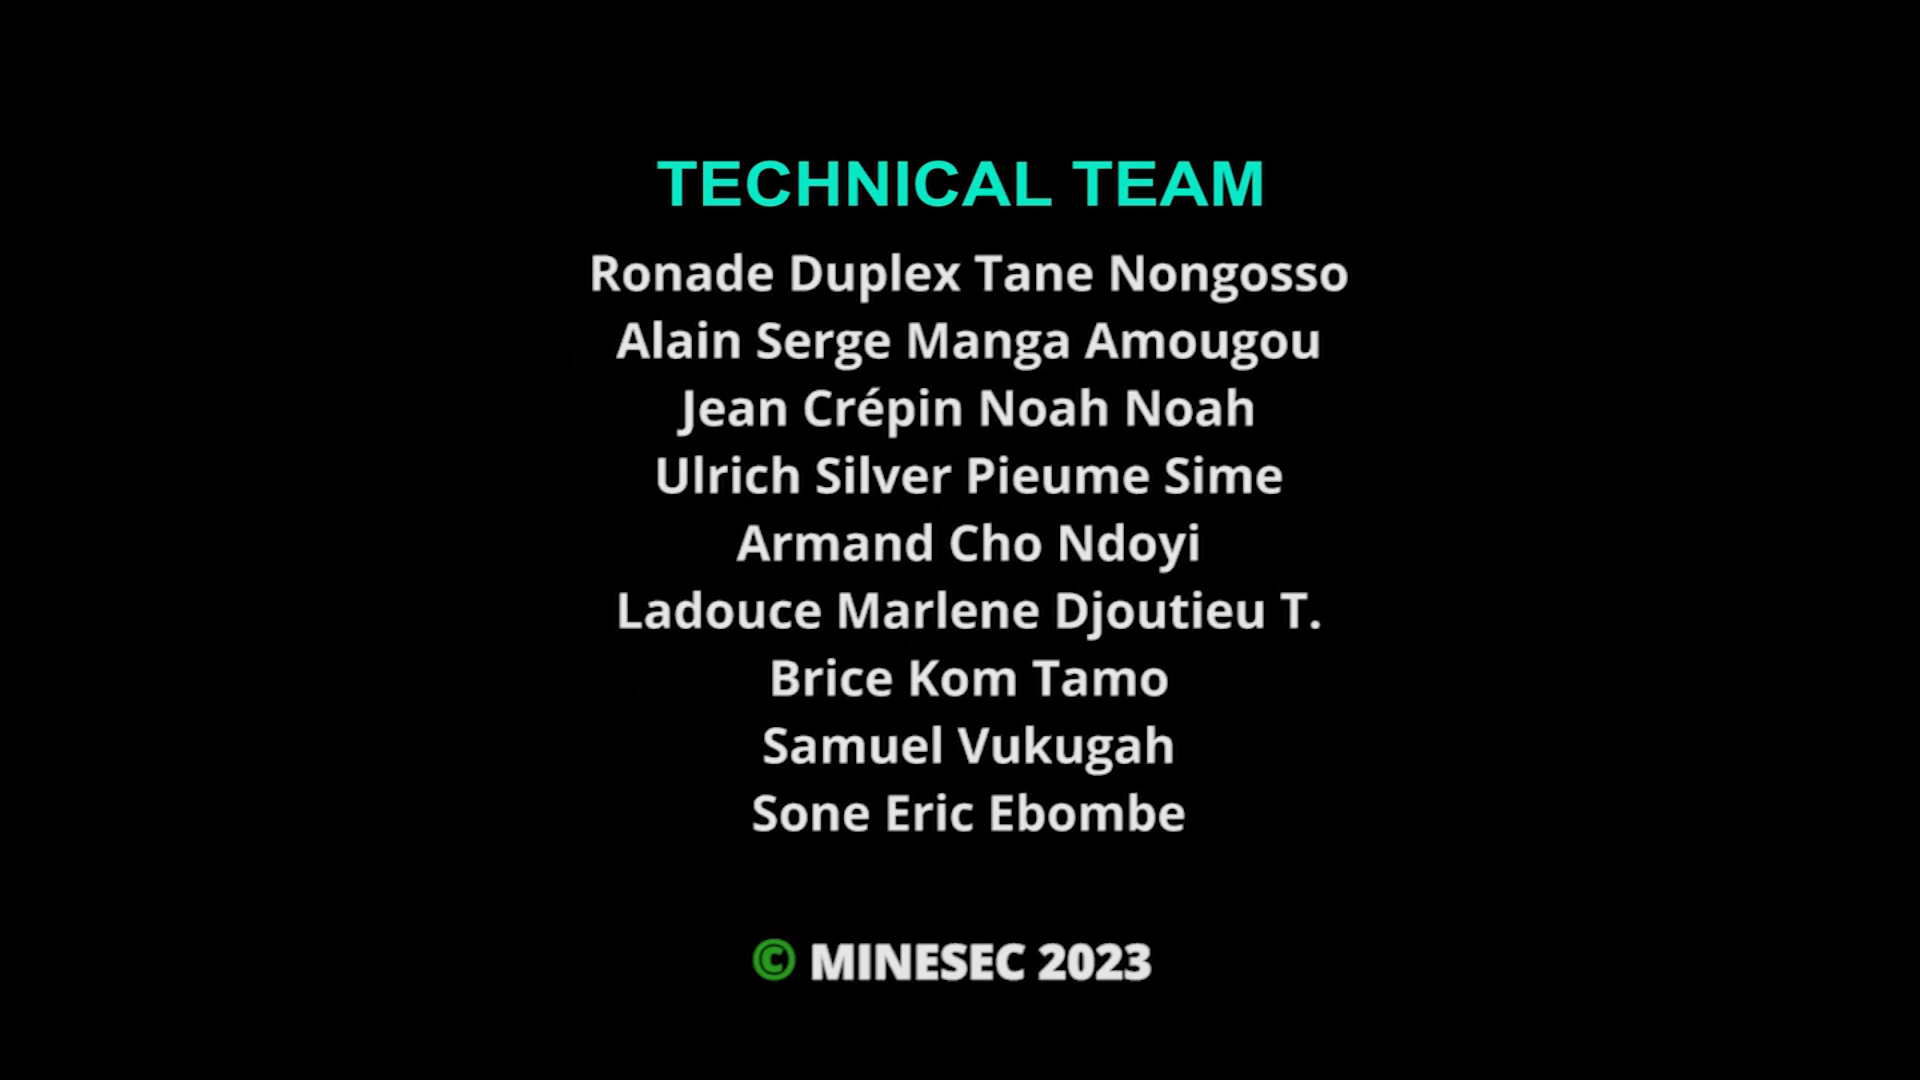 TECHNICAL TEAM
Ronade Duplex Tane Nongosso
Alain Serge Manga Amougou
Jean Crépin Noah Noah
Ulrich Silver Pieume Sime
Armand Cho Ndoyi
Ladouce Marlene Djoutieu T.
Brice Kom Tamo
Samuel Vukugah
Sone Eric Ebombe
© MINESEC 2023